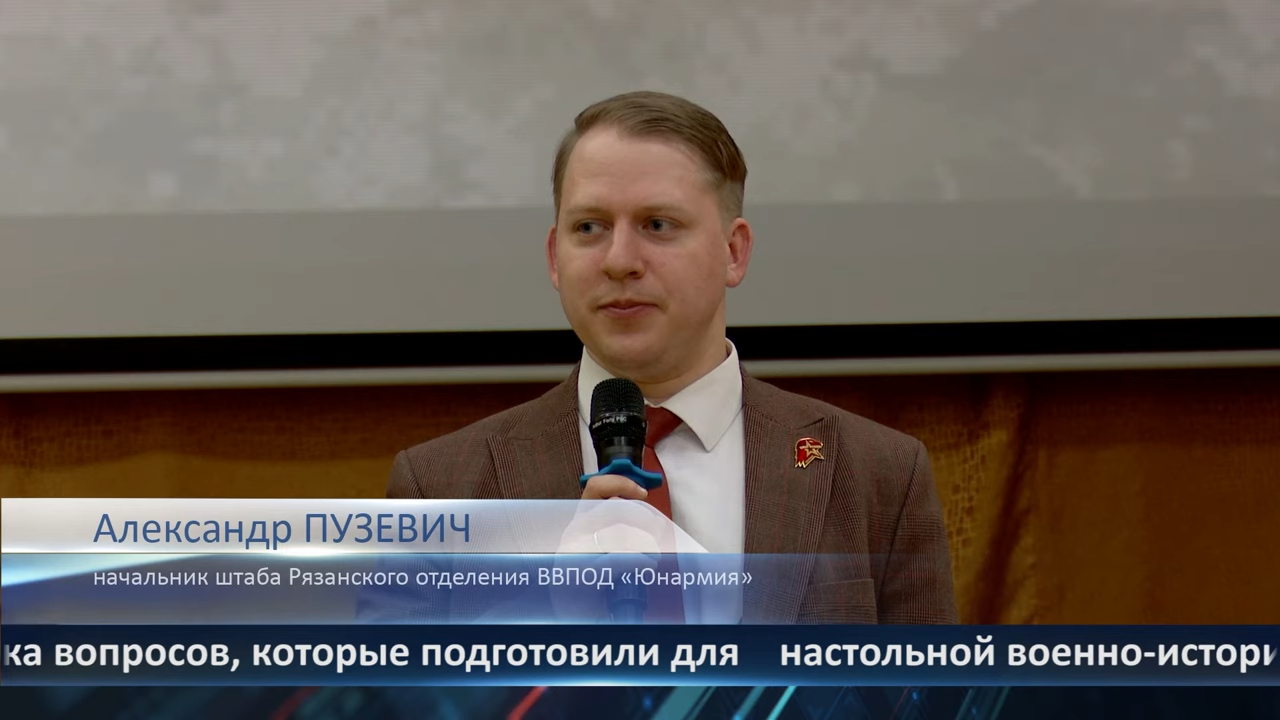 Александр ПУЗЕВИЧ
начальник штаба Рязанского отделения ВВПОД «Юнармия»
ка вопросов, которые подготовили для настольной военно-истори